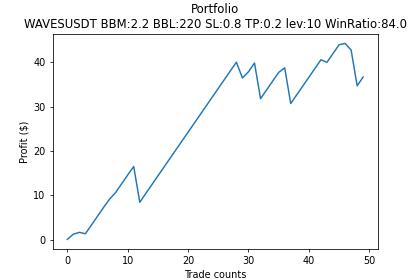 Portfolio
WAVESUSDT BBM:2.2 BBL:220 SL:0.8 TP:0.2 lev:10 WinRatio:84.0
Profit ($)
40
30
20
10
0
0 10 20 30 40 50
Trade counts